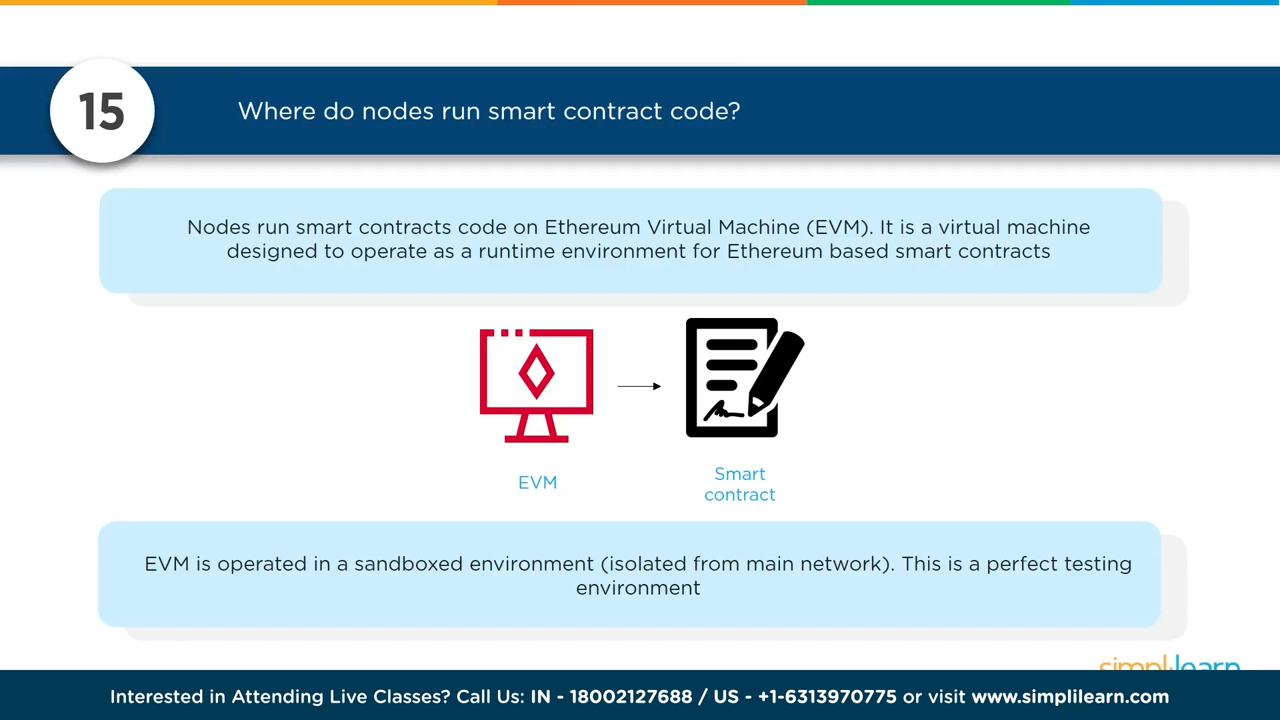 15
Where do nodes run smart contract code?
Nodes run smart contracts code on Ethereum Virtual Machine (EVM). It is a virtual machine
designed to operate as a runtime environment for Ethereum based smart contracts
EVM
Smart
contract
EVM is operated in a sandboxed environment (isolated from main network). This is a perfect testing
environment
simplilearn
Interested in Attending Live Classes? Call Us: IN - 18002127688 / US - +1-6313970775 or visit www.simplilearn.com